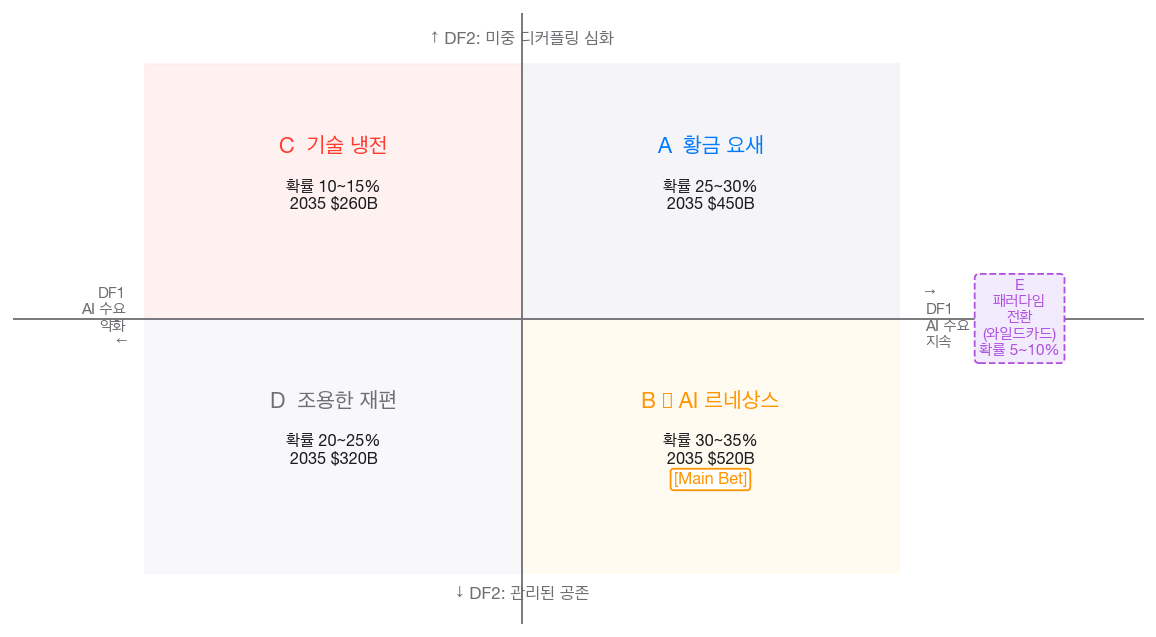 ↑ DF2: 미중 디커플링 심화
C  기술 냉전
확률 10~15%
2035 $260B
A  황금 요새
확률 25~30%
2035 $450B
DF1
AI 수요
약화
←
→
DF1
AI 수요
지속
E
패러다임
전환
(와일드카드)
확률 5~10%
D  조용한 재편
확률 20~25%
2035 $320B
B ▯ AI 르네상스
확률 30~35%
2035 $520B
[Main Bet]
↓ DF2: 관리된 공존